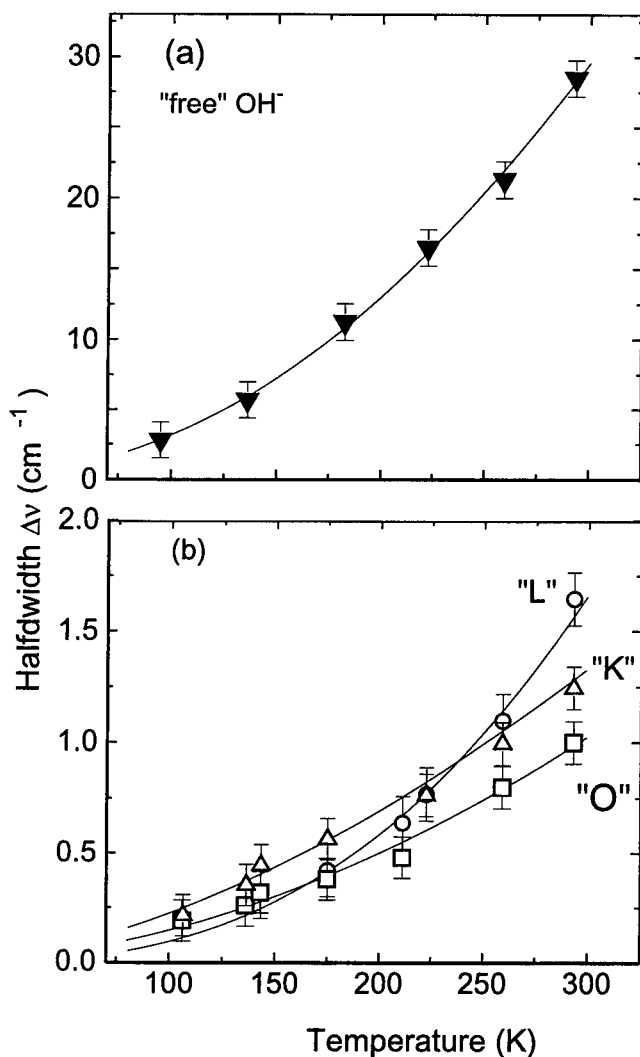 (a)
"free" OH⁻
30
20
10
0
Halfdwidth Δν (cm ⁻¹)
(b)
2.0
1.5
1.0
0.5
0.0
"L"
"K"
"O"
100 150 200 250 300
Temperature (K)